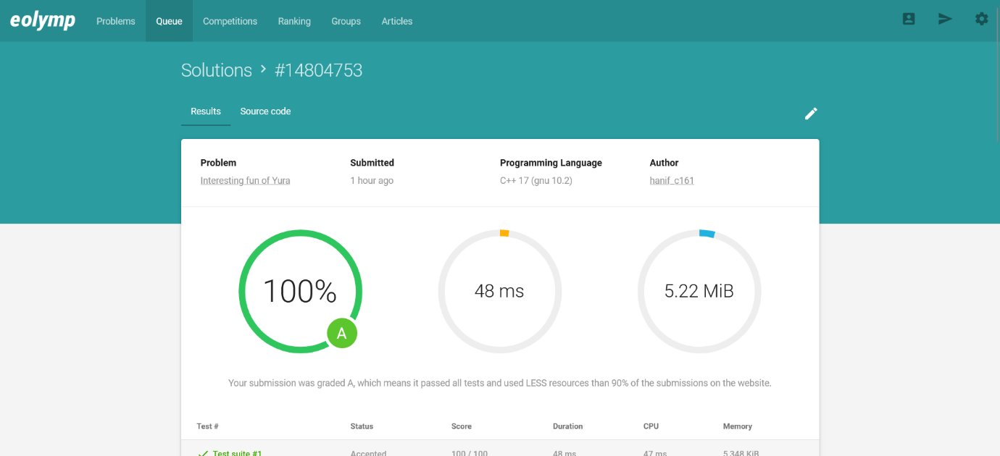 eolymp Problems Queue Competitions Ranking Groups Articles
Solutions > #14804753
Results Source code
Problem Submitted Programming Language Author
Interesting fun of Yura 1 hour ago C++ 17 (gnu 10.2) hanif_c161
100% 48 ms 5.22 MiB
A
Your submission was graded A, which means it passed all tests and used LESS resources than 90% of the submissions on the website.
Test # Status Score Duration CPU Memory
Test suite #1 Accepted 100 / 100 48 ms 47 ms 5,348 KiB